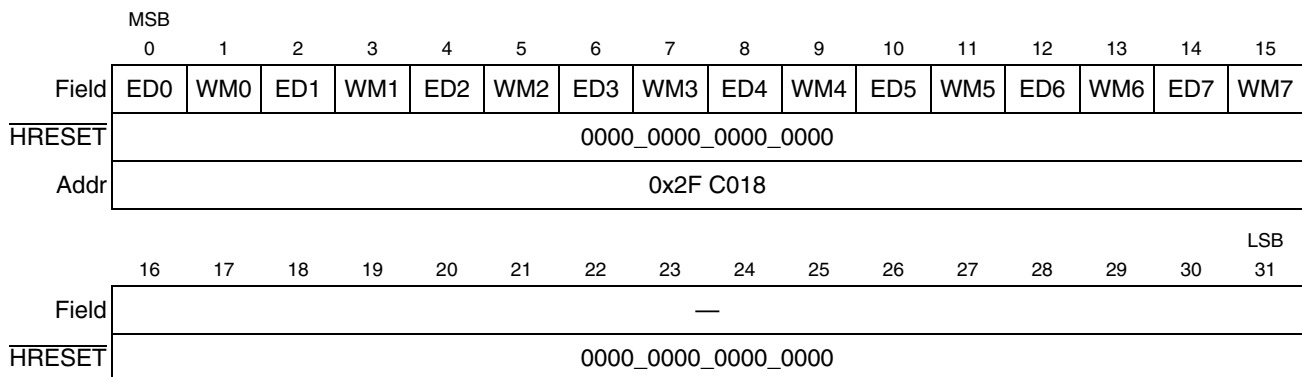 MSB
0 1 2 3 4 5 6 7 8 9 10 11 12 13 14 15
Field ED0 WM0 ED1 WM1 ED2 WM2 ED3 WM3 ED4 WM4 ED5 WM5 ED6 WM6 ED7 WM7
HRESET 0000_0000_0000_0000
Addr 0x2F C018
LSB
16 17 18 19 20 21 22 23 24 25 26 27 28 29 30 31
Field —
HRESET 0000_0000_0000_0000